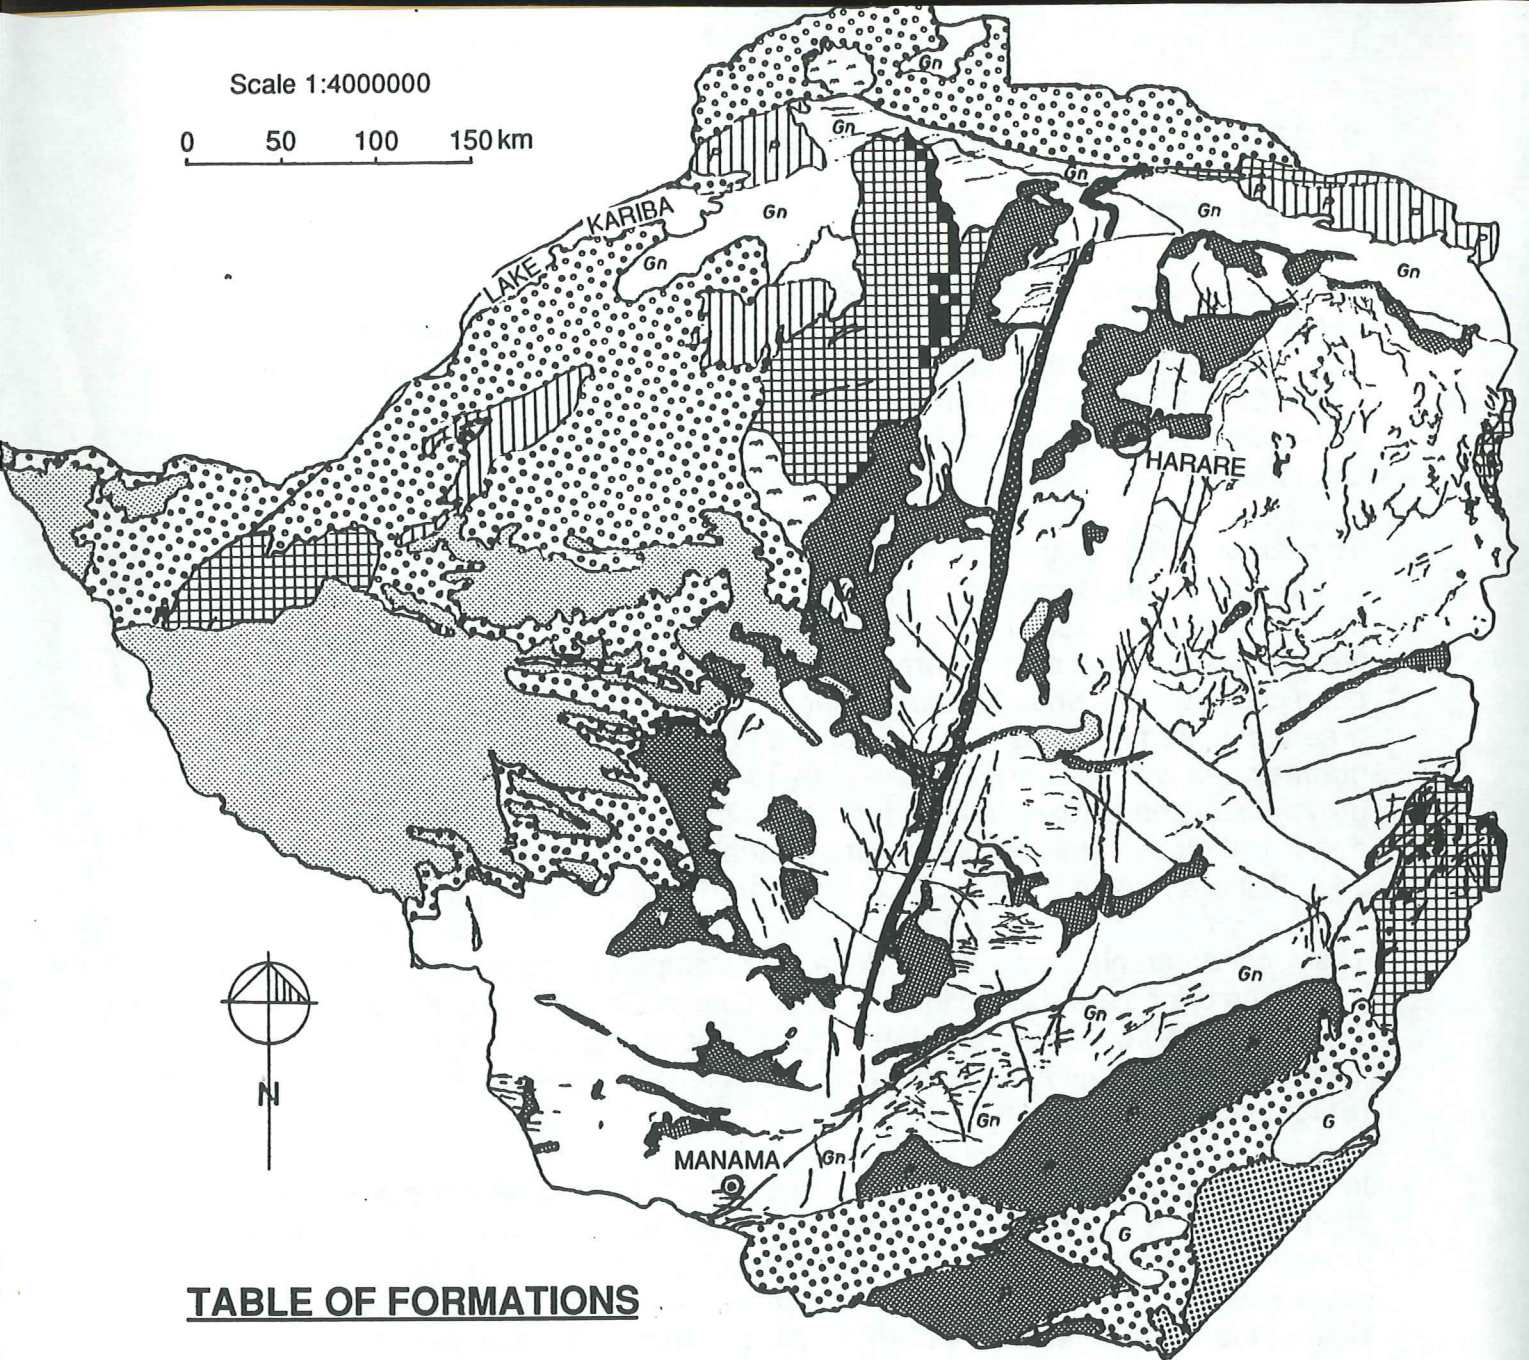 Scale 1:4000000
0 50 100 150 km
Gn
Gn
P
P
Gn
LAKE KARIBA
Gn
Gn
Gn
P
P
P
Gn
HARARE
N
Gn
Gn
Gn
G
MANAMA
Gn
G
TABLE OF FORMATIONS